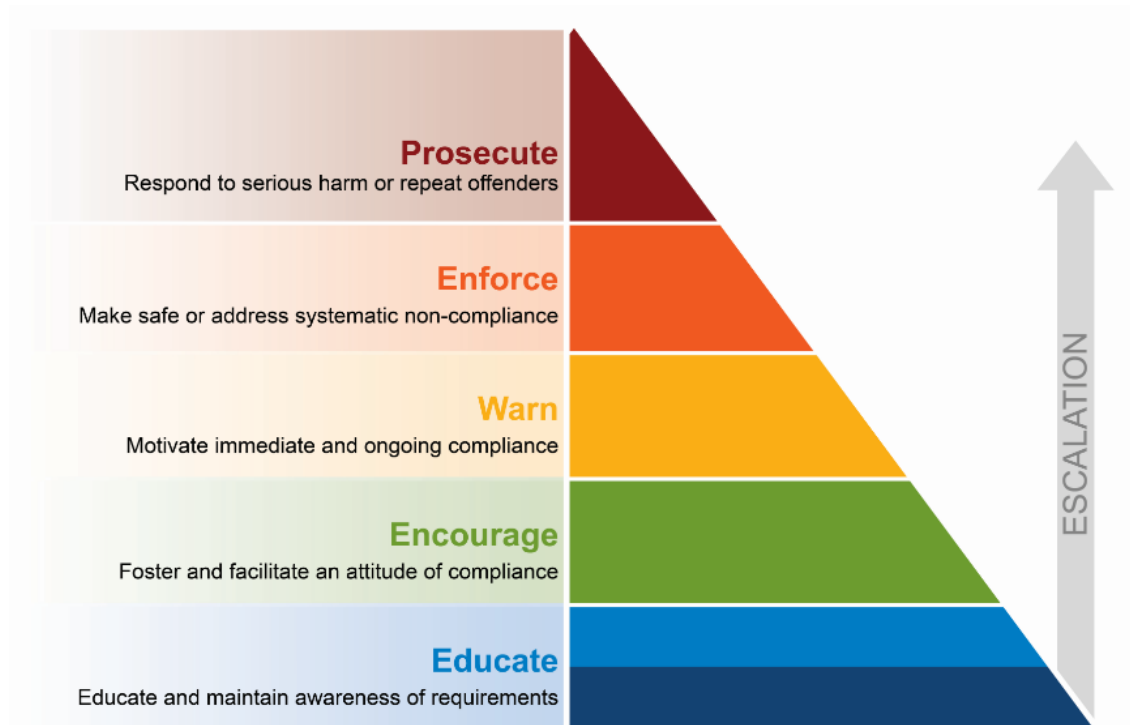 Prosecute
Respond to serious harm or repeat offenders
Enforce
Make safe or address systematic non-compliance
Warn
Motivate immediate and ongoing compliance
Encourage
Foster and facilitate an attitude of compliance
Educate
Educate and maintain awareness of requirements
ESCALATION